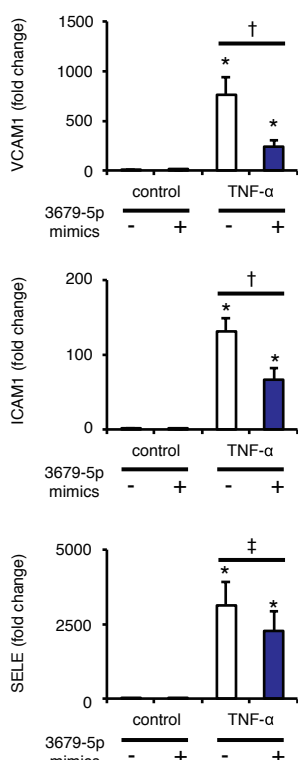 VCAM1 (fold change)
1500
1000
500
0
†
*
*
control TNF-α
3679-5p
mimics - + - +
ICAM1 (fold change)
200
100
0
†
*
*
control TNF-α
3679-5p
mimics - + - +
SELE (fold change)
5000
2500
0
‡
*
*
control TNF-α
3679-5p
mimics - + - +